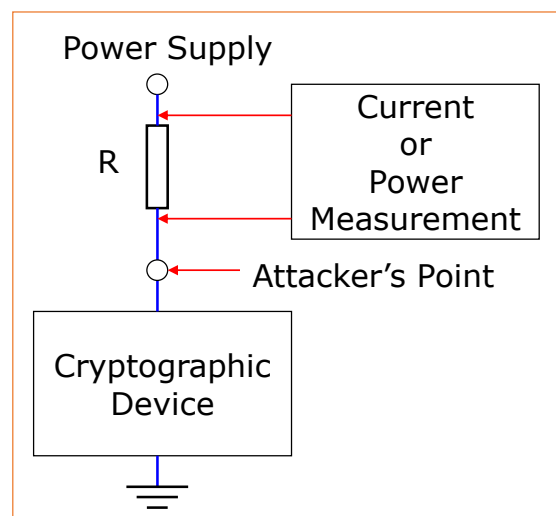 Power Supply
R
Current
or
Power
Measurement
Attacker’s Point
Cryptographic
Device